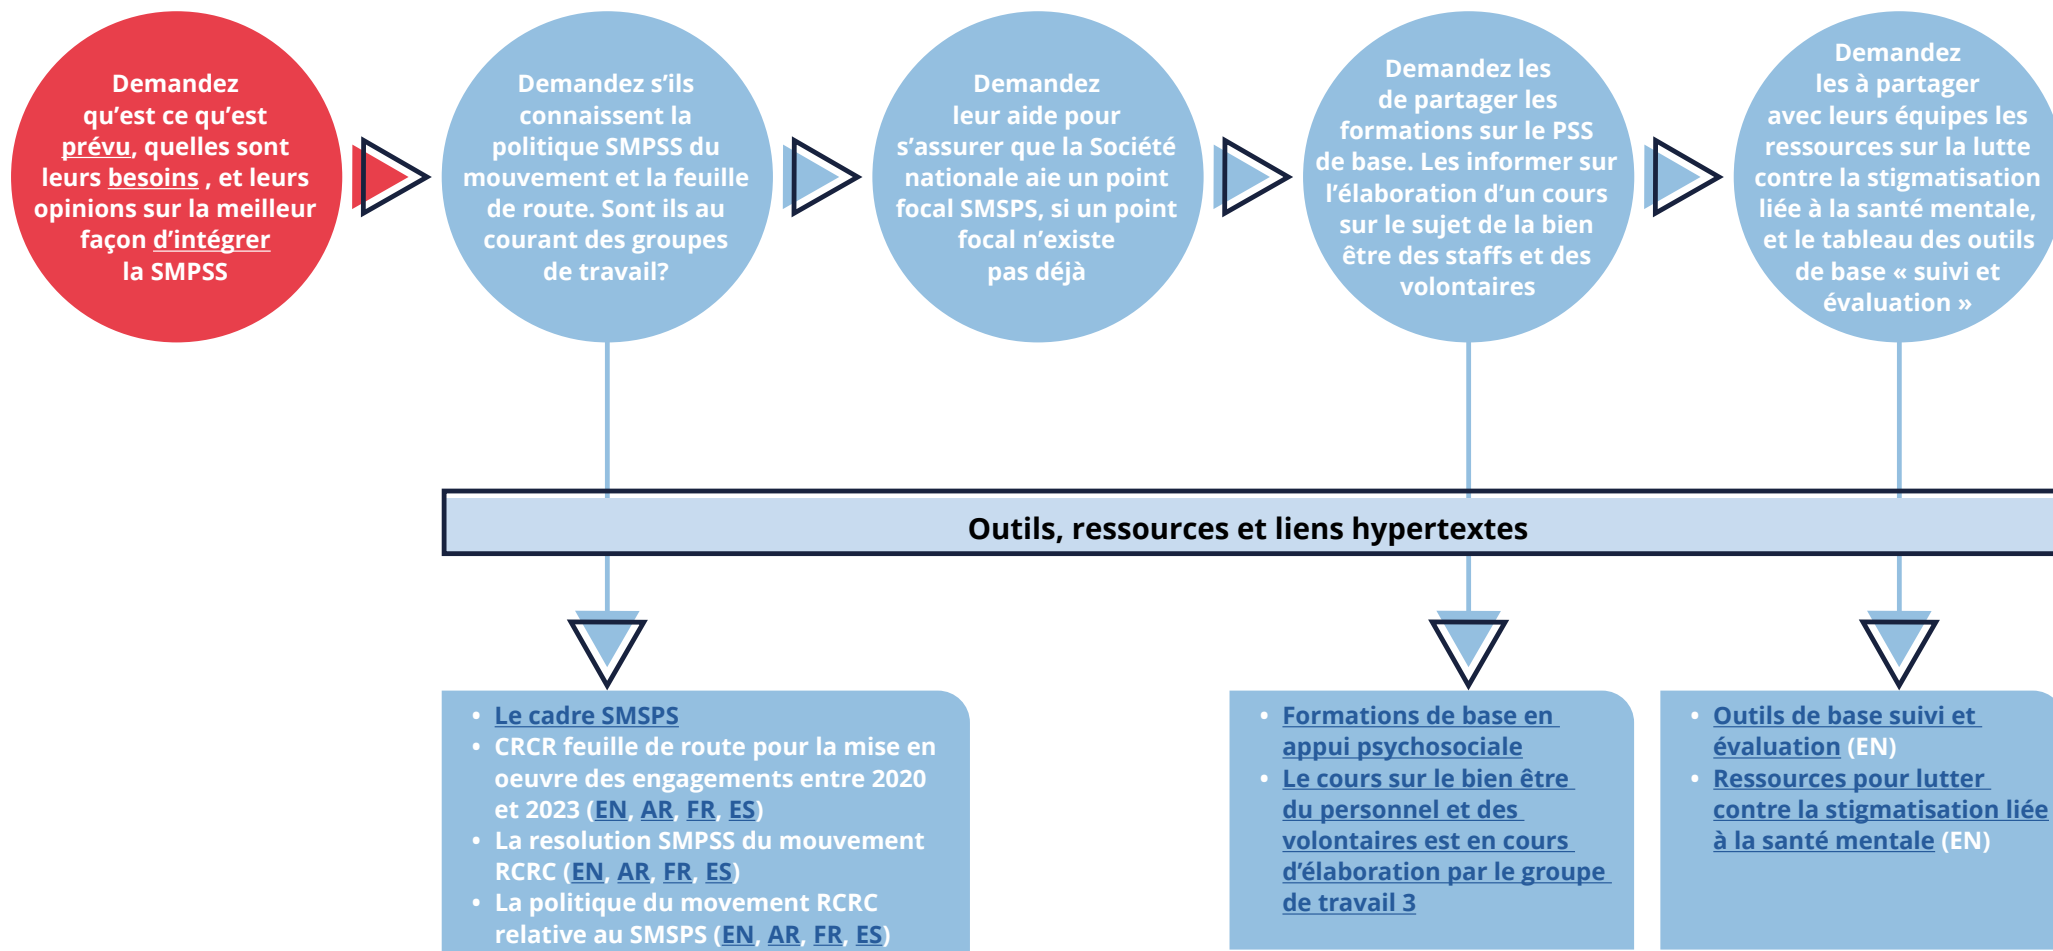 Demandez
qu'est ce qu'est
prévu, quelles sont
leurs besoins , et leurs
opinions sur la meilleur
façon d'intégrer
la SMPSS
Demandez s'ils
connaissent la
politique SMPSS du
mouvement et la feuille
de route. Sont ils au
courant des groupes
de travail?
Demandez
leur aide pour
s'assurer que la Société
nationale aie un point
focal SMSPS, si un point
focal n'existe
pas déjà
Demandez les
de partager les
formations sur le PSS
de base. Les informer sur
l'élaboration d'un cours
sur le sujet de la bien
être des staffs et des
volontaires
Demandez
les à partager
avec leurs équipes les
ressources sur la lutte
contre la stigmatisation
liée à la santé mentale,
et le tableau des outils
de base « suivi et
évaluation »
Outils, ressources et liens hypertextes
• Le cadre SMSPS
• CRCR feuille de route pour la mise en
oeuvre des engagements entre 2020
et 2023 (EN, AR, FR, ES)
• La resolution SMPSS du mouvement
RCRC (EN, AR, FR, ES)
• La politique du movement RCRC
relative au SMSPS (EN, AR, FR, ES)
• Formations de base en
appui psychosociale
• Le cours sur le bien être
du personnel et des
volontaires est en cours
d'élaboration par le groupe
de travail 3
• Outils de base suivi et
évaluation (EN)
• Ressources pour lutter
contre la stigmatisation liée
à la santé mentale (EN)